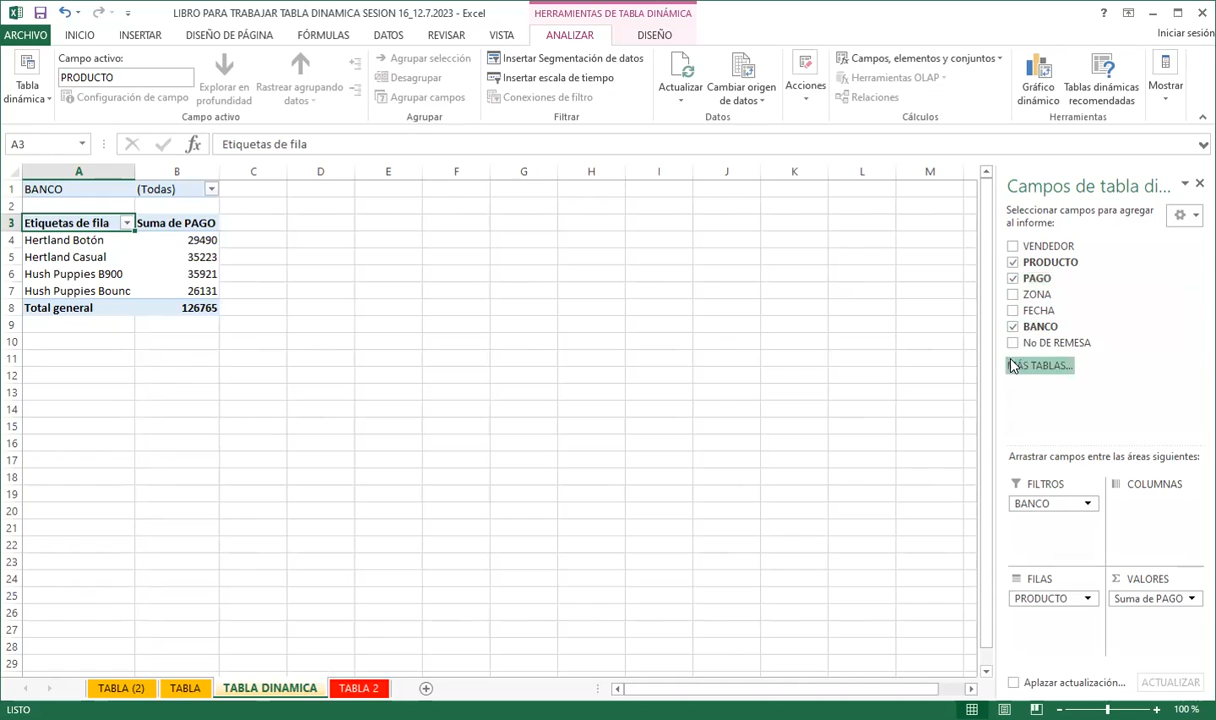 LIBRO PARA TRABAJAR TABLA DINAMICA SESION 16_12.7.2023 - Excel
HERRAMIENTAS DE TABLA DINÁMICA
ARCHIVO INICIO INSERTAR DISEÑO DE PÁGINA FÓRMULAS DATOS REVISAR VISTA ANALIZAR DISEÑO Iniciar sesión
Tabla dinámica
Campo activo:
PRODUCTO
Configuración de campo
Explorar en profundidad
Rastrear agrupando datos
Campo activo
Agrupar selección
Desagrupar
Agrupar campos
Agrupar
Insertar Segmentación de datos
Insertar escala de tiempo
Conexiones de filtro
Filtrar
Actualizar
Cambiar origen de datos
Datos
Acciones
Campos, elementos y conjuntos
Herramientas OLAP
Relaciones
Cálculos
Gráfico dinámico
Tablas dinámicas recomendadas
Herramientas
Mostrar
A3 fx Etiquetas de fila
A B C D E F G H I J K L M
1 BANCO (Todas)
2
3 Etiquetas de fila Suma de PAGO
4 Hertland Botón 29490
5 Hertland Casual 35223
6 Hush Puppies B900 35921
7 Hush Puppies Bounc 26131
8 Total general 126765
9
10
11
12
13
14
15
16
17
18
19
20
21
22
23
24
25
26
27
28
29
Campos de tabla di...
Seleccionar campos para agregar al informe:
VENDEDOR
PRODUCTO
PAGO
ZONA
FECHA
BANCO
No DE REMESA
TABLAS...
Arrastrar campos entre las áreas siguientes:
FILTROS COLUMNAS
BANCO
FILAS Σ VALORES
PRODUCTO Suma de PAGO
Aplazar actualización... ACTUALIZAR
TABLA (2) TABLA TABLA DINAMICA TABLA 2
LISTO 100 %